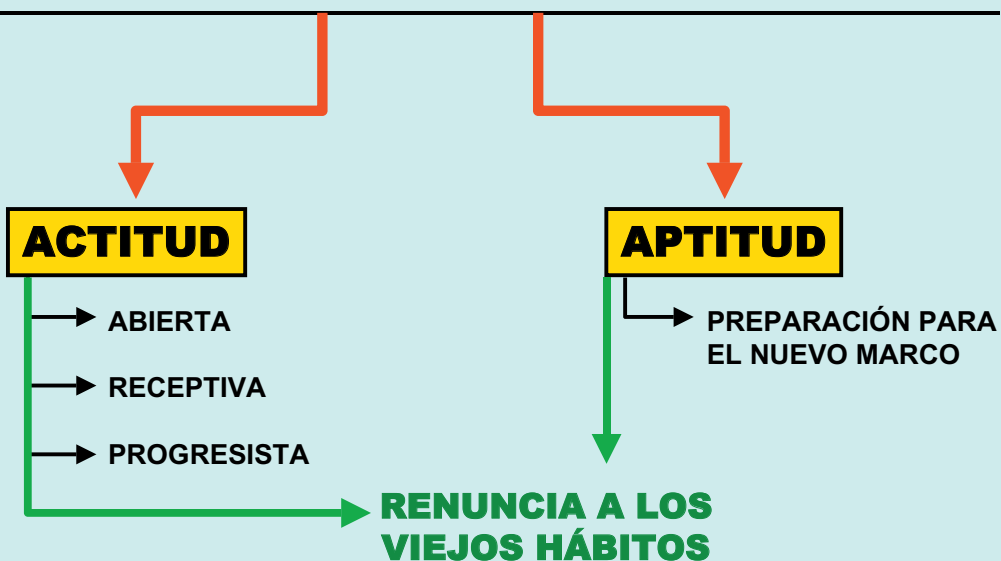 ACTITUD
ABIERTA
RECEPTIVA
PROGRESISTA
APTITUD
PREPARACIÓN PARA
EL NUEVO MARCO
RENUNCIA A LOS
VIEJOS HÁBITOS